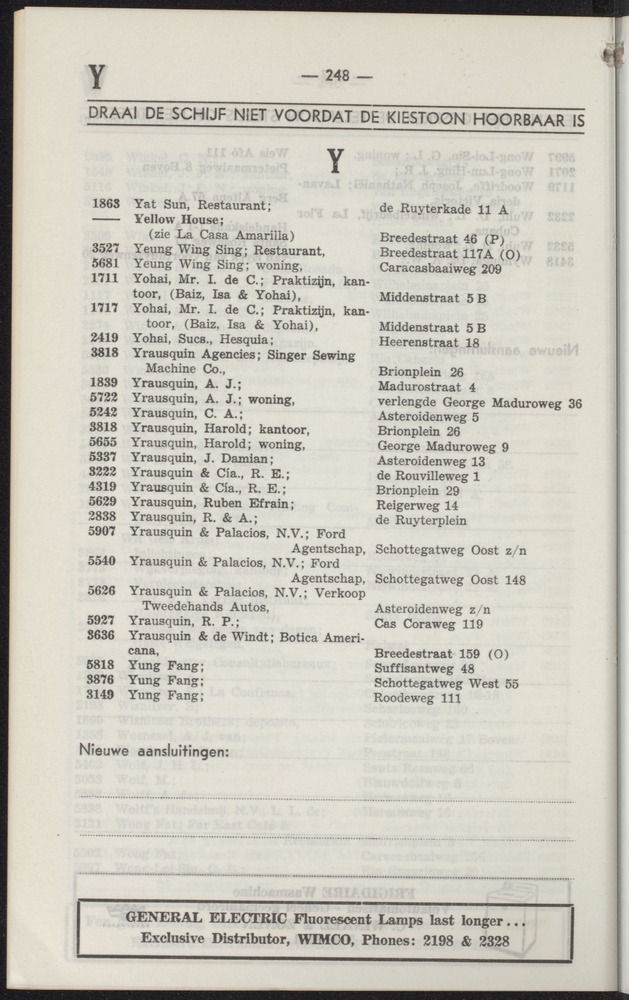 Y
— 248 —
DRAAI DE SCHIJF NIET VOORDAT DE KIESTOON HOORBAAR IS
Y
1863 Yat Sun, Restaurant; de Ruyterkade 11 A
—— Yellow House;
(zie La Casa Amarilla) Breedestraat 46 (P)
3527 Yeung Wing Sing; Restaurant, Breedestraat 117A (O)
5681 Yeung Wing Sing; woning, Caracasbaaiweg 209
1711 Yohai, Mr. I. de C.; Praktizijn, kan-
toor, (Baiz, Isa & Yohai), Middenstraat 5 B
1717 Yohai, Mr. I. de C.; Praktizijn, kan-
toor, (Baiz, Isa & Yohai), Middenstraat 5 B
2419 Yohai, Sucs., Hesquia; Heerenstraat 18
3818 Yrausquin Agencies; Singer Sewing
Machine Co., Brionplein 26
1839 Yrausquin, A. J.; Madurostraat 4
5722 Yrausquin, A. J.; woning, verlengde George Maduroweg 36
5242 Yrausquin, C. A.; Asteroidenweg 5
3818 Yrausquin, Harold; kantoor, Brionplein 26
5655 Yrausquin, Harold; woning, George Maduroweg 9
5337 Yrausquin, J. Damian; Asteroidenweg 13
3222 Yrausquin & Cía., R. E.; de Rouvilleweg 1
4319 Yrausquin & Cía., R. E.; Brionplein 29
5629 Yrausquin, Ruben Efrain; Reigerweg 14
2838 Yrausquin, R. & A.; de Ruyterplein
5907 Yrausquin & Palacios, N.V.; Ford
Agentschap, Schottegatweg Oost z/n
5540 Yrausquin & Palacios, N.V.; Ford
Agentschap, Schottegatweg Oost 148
5626 Yrausquin & Palacios, N.V.; Verkoop
Tweedehands Autos, Asteroidenweg z/n
5927 Yrausquin, R. P.; Cas Coraweg 119
3636 Yrausquin & de Windt; Botica Ameri-
cana, Breedestraat 159 (O)
5818 Yung Fang; Suffisantweg 48
3876 Yung Fang; Schottegatweg West 55
3149 Yung Fang; Roodeweg 111
Nieuwe aansluitingen:
GENERAL ELECTRIC Fluorescent Lamps last longer...
Exclusive Distributor, WIMCO, Phones: 2198 & 2328